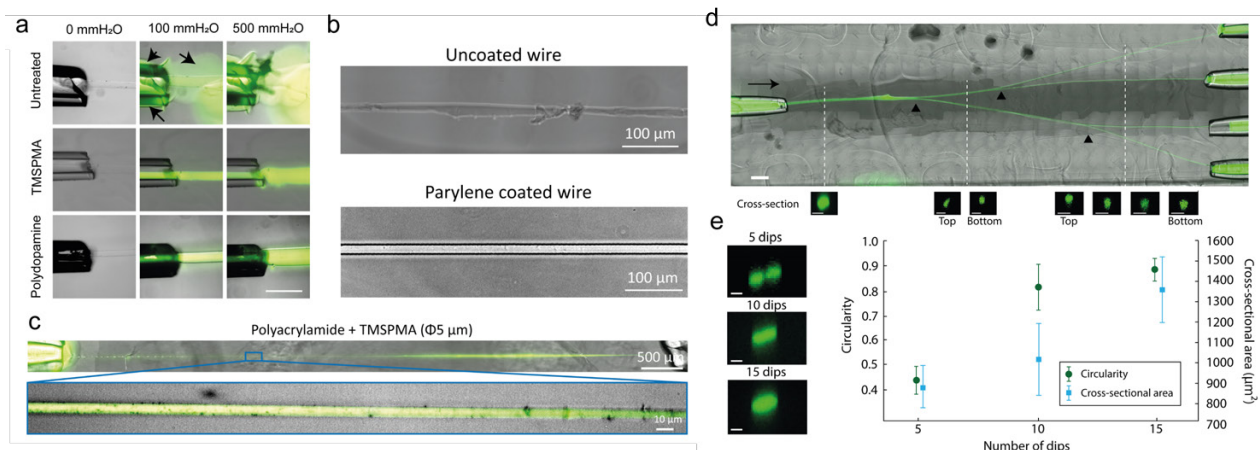 a
0 mmH₂O 100 mmH₂O 500 mmH₂O
Untreated
TMSPMA
Polydopamine
b
Uncoated wire
100 µm
Parylene coated wire
100 µm
c
Polyacrylamide + TMSPMA (Φ5 µm)
500 µm
10 µm
d
Cross-section
Top Bottom Top Bottom
e
5 dips
10 dips
15 dips
Circularity
1.0
0.9
0.8
0.7
0.6
0.5
0.4
5 10 15
Number of dips
Circularity
Cross-sectional area
1600
1500
1400
1300
1200
1100
1000
900
800
700
Cross-sectional area (µm²)